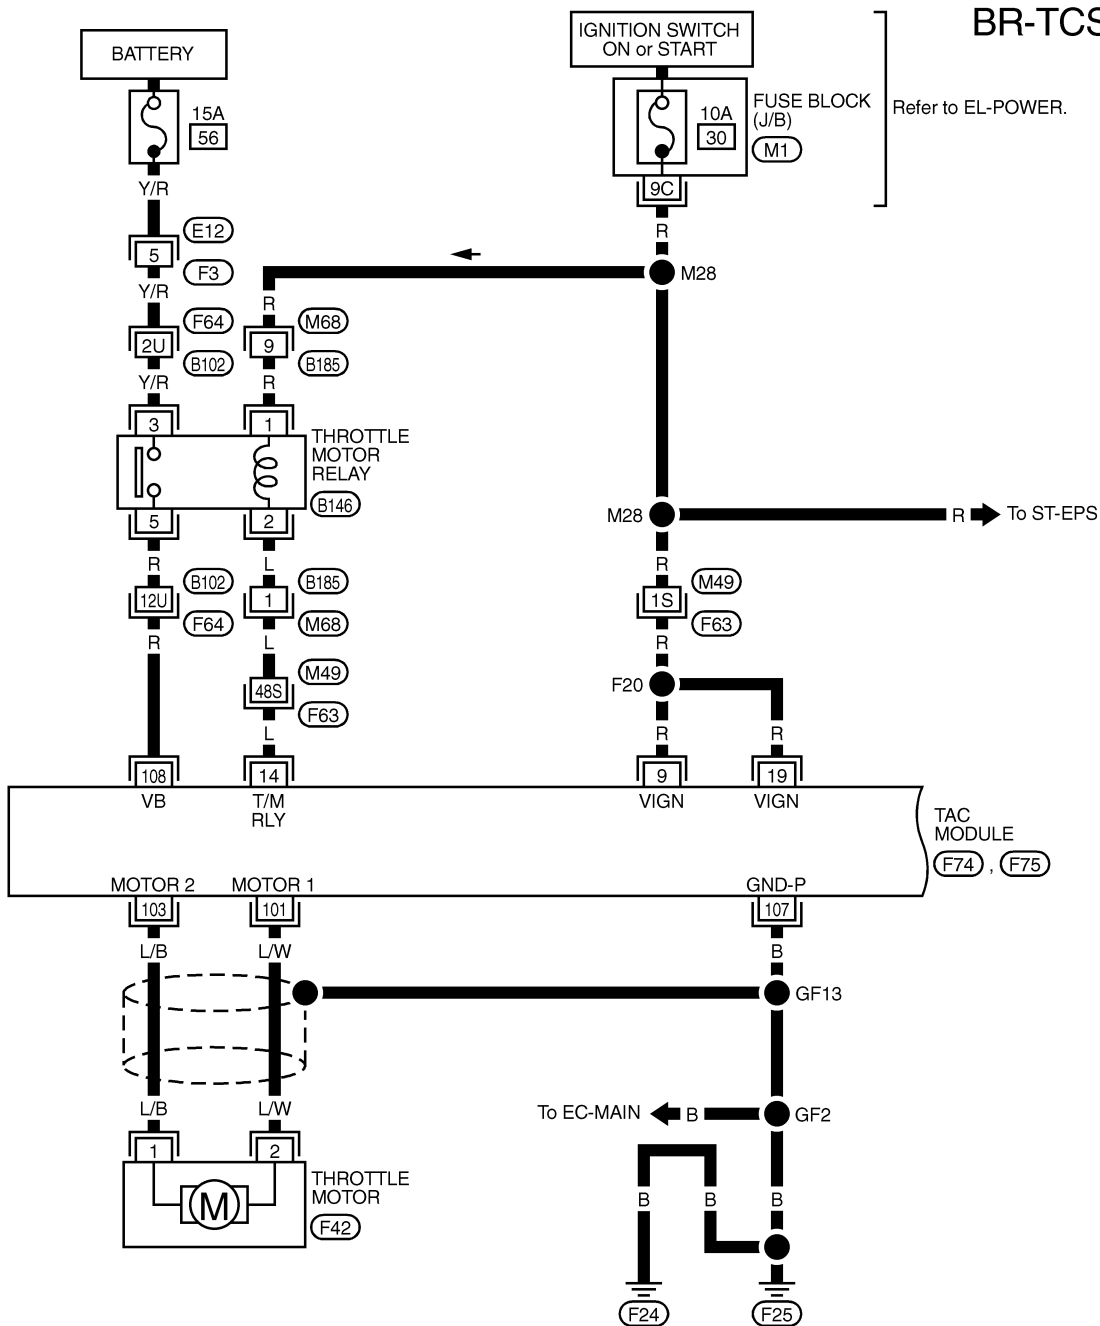 BR-TCS
BATTERY
IGNITION SWITCH
ON or START
15A
56
10A
30
FUSE BLOCK
(J/B)
M1
Refer to EL-POWER.
9C
Y/R
R
E12
5
F3
M28
Y/R
R
F64
M68
2U
9
B102
B185
Y/R
R
3
1
THROTTLE
MOTOR
RELAY
B146
5
2
M28
R
To ST-EPS
R
L
R
B102
B185
M49
12U
1
1S
F64
M68
F63
R
L
R
M49
48S
F63
F20
L
R
R
108
14
9
19
VB
T/M
RLY
VIGN
VIGN
TAC
MODULE
F74 , F75
MOTOR 2
MOTOR 1
GND-P
103
101
107
L/B
L/W
B
GF13
L/B
L/W
To EC-MAIN
B
GF2
1
2
THROTTLE
MOTOR
F42
M
B
B
B
F24
F25